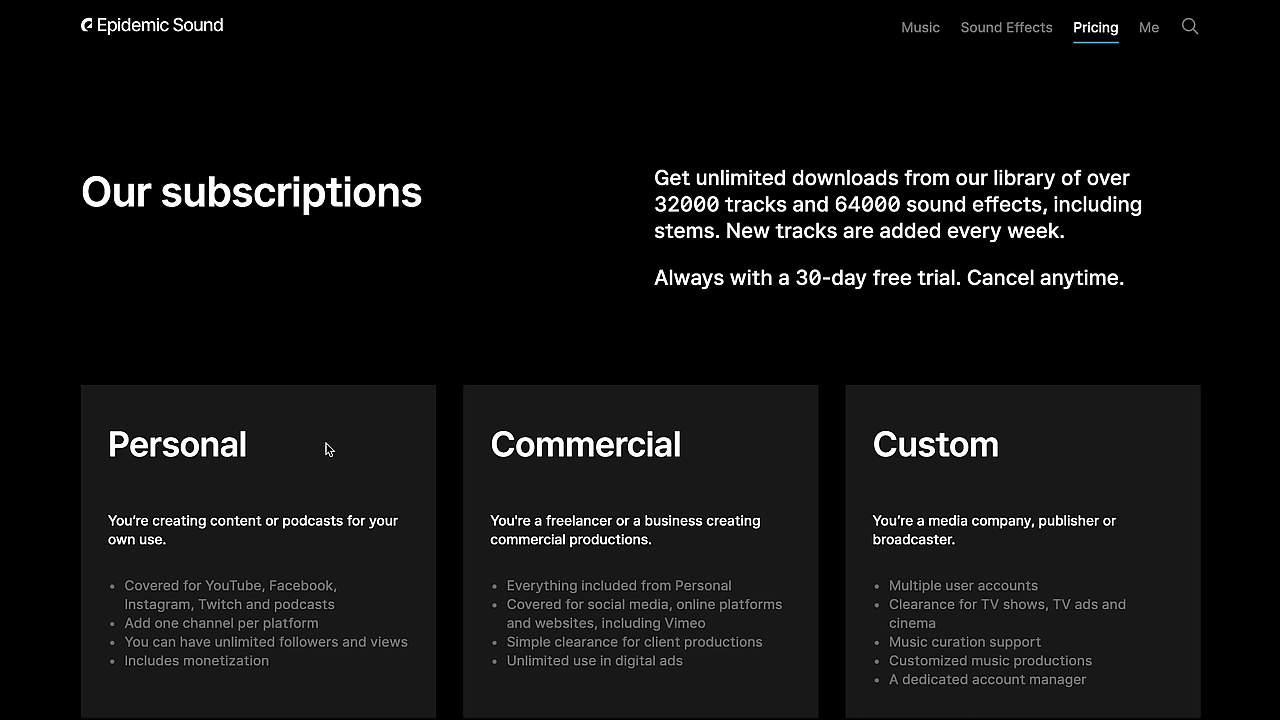 Epidemic Sound
Music
Sound Effects
Pricing
Me
Our subscriptions
Get unlimited downloads from our library of over
32000 tracks and 64000 sound effects, including
stems. New tracks are added every week.
Always with a 30-day free trial. Cancel anytime.
Personal
You’re creating content or podcasts for your
own use.
• Covered for YouTube, Facebook,
Instagram, Twitch and podcasts
• Add one channel per platform
• You can have unlimited followers and views
• Includes monetization
Commercial
You're a freelancer or a business creating
commercial productions.
• Everything included from Personal
• Covered for social media, online platforms
and websites, including Vimeo
• Simple clearance for client productions
• Unlimited use in digital ads
Custom
You’re a media company, publisher or
broadcaster.
• Multiple user accounts
• Clearance for TV shows, TV ads and
cinema
• Music curation support
• Customized music productions
• A dedicated account manager